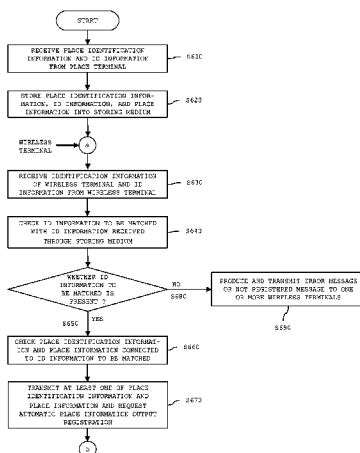 START
RECEIVE PLACE IDENTIFICATION
INFORMATION AND ID INFORMATION
FROM PLACE TERMINAL
S610
STORE PLACE IDENTIFICATION INFOR-
MATION, ID INFORMATION, AND PLACE
INFORMATION INTO STORING MEDIUM
S620
WIRELESS
TERMINAL
a
RECEIVE IDENTIFICATION INFORMATION
OF WIRELESS TERMINAL AND ID
INFORMATION FROM WIRELESS TERMINAL
S630
CHECK ID INFORMATION TO BE MATCHED
WITH ID INFORMATION RECEIVED
THROUGH STORING MEDIUM
S640
WHETHER ID
INFORMATION TO
BE MATCHED IS
PRESENT ?
NO
S680
PRODUCE AND TRANSMIT ERROR MESSAGE
OR NOT REGISTERED MESSAGE TO ONE
OR MORE WIRELESS TERMINALS
S690
YES
S650
CHECK PLACE IDENTIFICATION INFORMAT-
ION AND PLACE INFORMATION CONNECTED
TO ID INFORMATION TO BE MATCHED
S660
TRANSMIT AT LEAST ONE OF PLACE
IDENTIFICATION INFORMATION AND
PLACE INFORMATION AND REQUEST
AUTOMATIC PLACE INFORMATION OUTPUT
REGISTRATION
S670
b